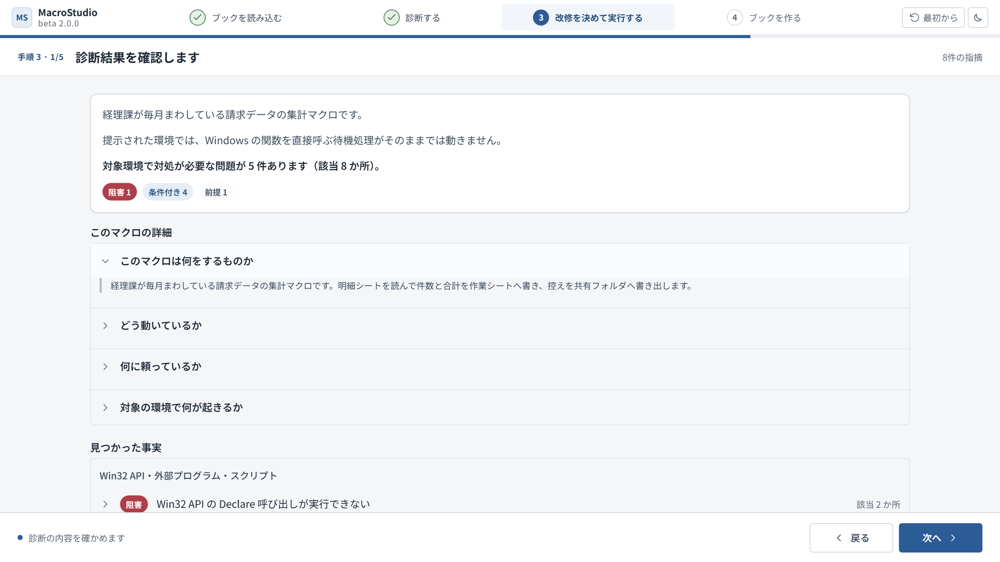 MS
MacroStudio
beta 2.0.0
ブックを読み込む
診断する
3 改修を決めて実行する
4 ブックを作る
最初から
手順 3・1/5
診断結果を確認します
8件の指摘
経理課が毎月まわしている請求データの集計マクロです。
提示された環境では、Windows の関数を直接呼ぶ待機処理がそのままでは動きません。
対象環境で対処が必要な問題が 5 件あります（該当 8 か所）。
阻害 1 条件付き 4 前提 1
このマクロの詳細
このマクロは何をするものか
経理課が毎月まわしている請求データの集計マクロです。明細シートを読んで件数と合計を作業シートへ書き、控えを共有フォルダへ書き出します。
どう動いているか
何に頼っているか
対象の環境で何が起きるか
見つかった事実
Win32 API・外部プログラム・スクリプト
阻害 Win32 API の Declare 呼び出しが実行できない 該当 2 か所
診断の内容を確かめます
戻る
次へ